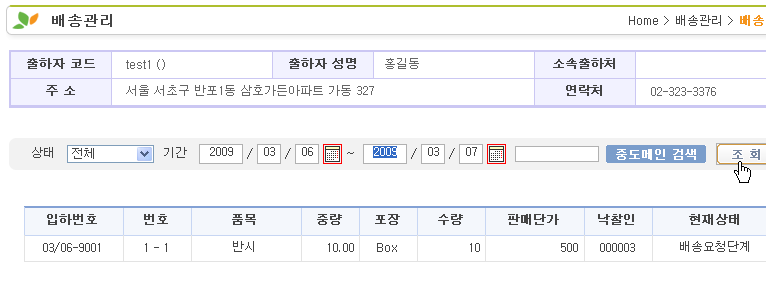 배송관리
Home > 배송관리 > 배송
출하자 코드 test1 () 출하자 성명 홍길동 소속출하처
주 소 서울 서초구 반포1동 삼호가든아파트 가동 327 연락처 02-323-3376
상태 전체 기간 2009 / 03 / 06 ~ 2009 / 03 / 07 중도메인 검색 조 회
입하번호 번호 품목 중량 포장 수량 판매단가 낙찰인 현재상태
03/06-9001 1 - 1 반시 10.00 Box 10 500 000003 배송요청단계